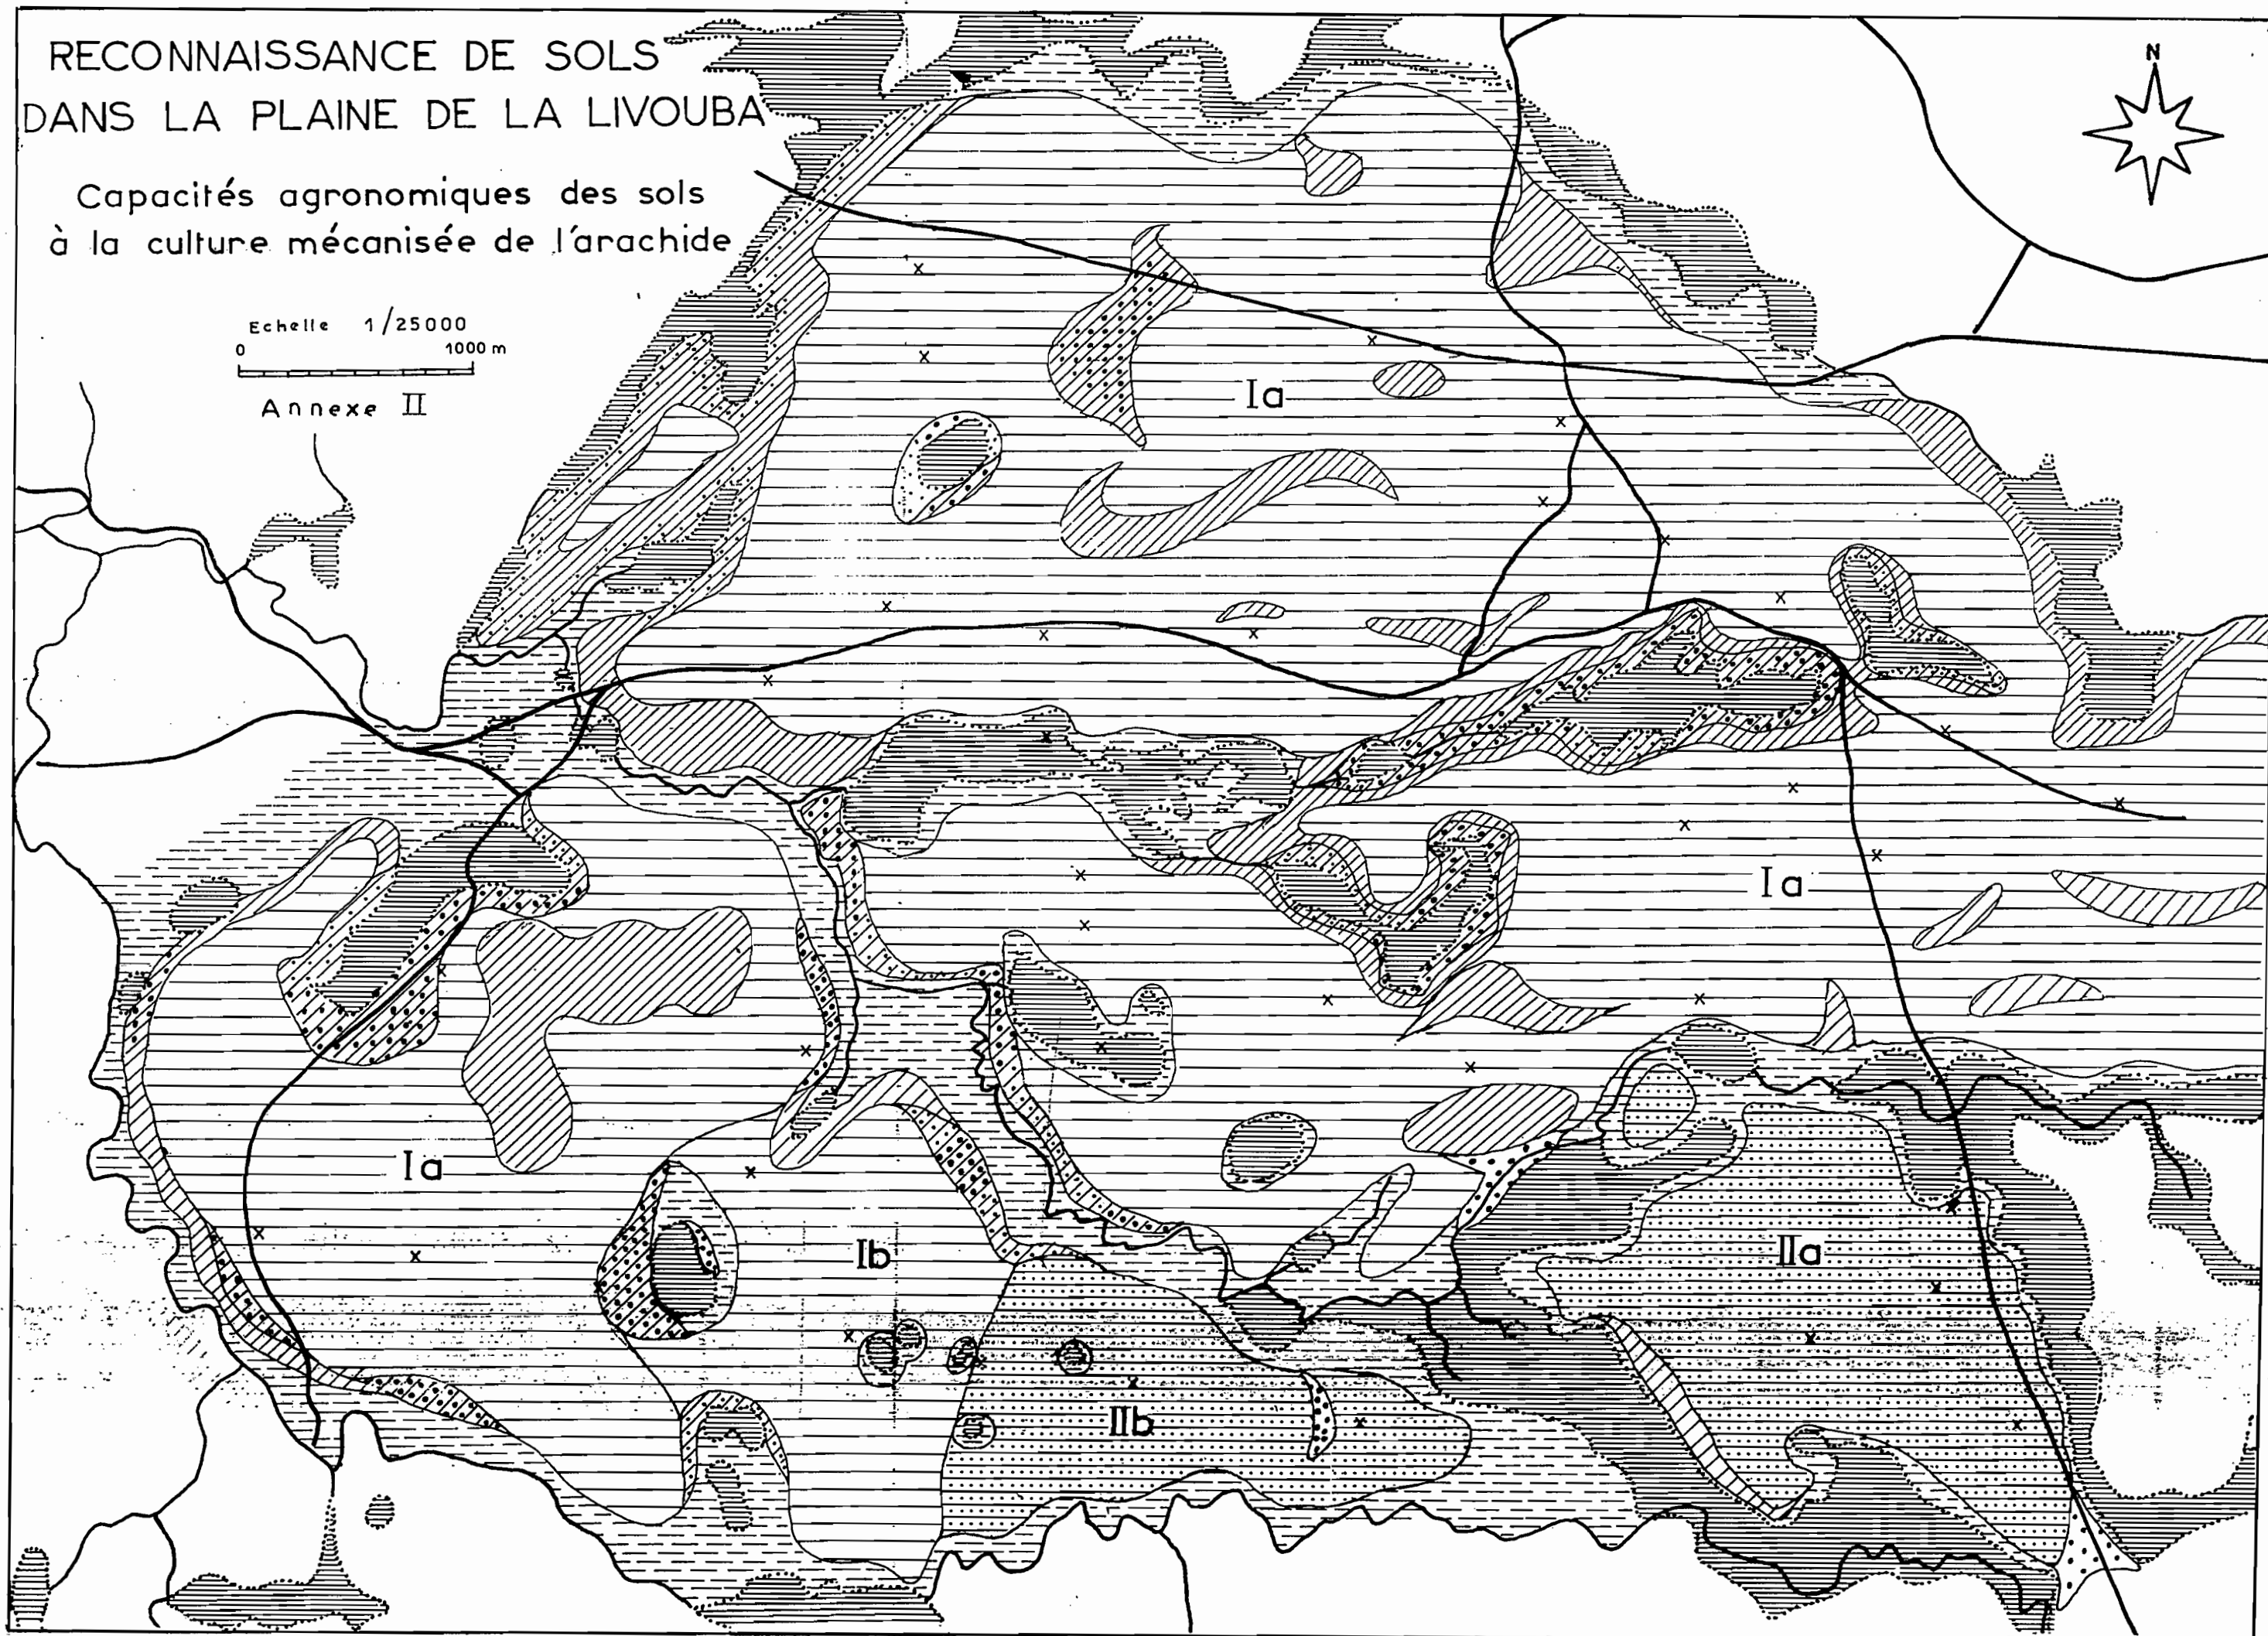 RECONNAISSANCE DE SOLS
DANS LA PLAINE DE LA LIVOUBA
Capacités agronomiques des sols
à la culture mécanisée de l'arachide
Echelle 1/25000
0 1000 m
Annexe II
N
Ia
Ia
Ia
Ib
IIa
IIb